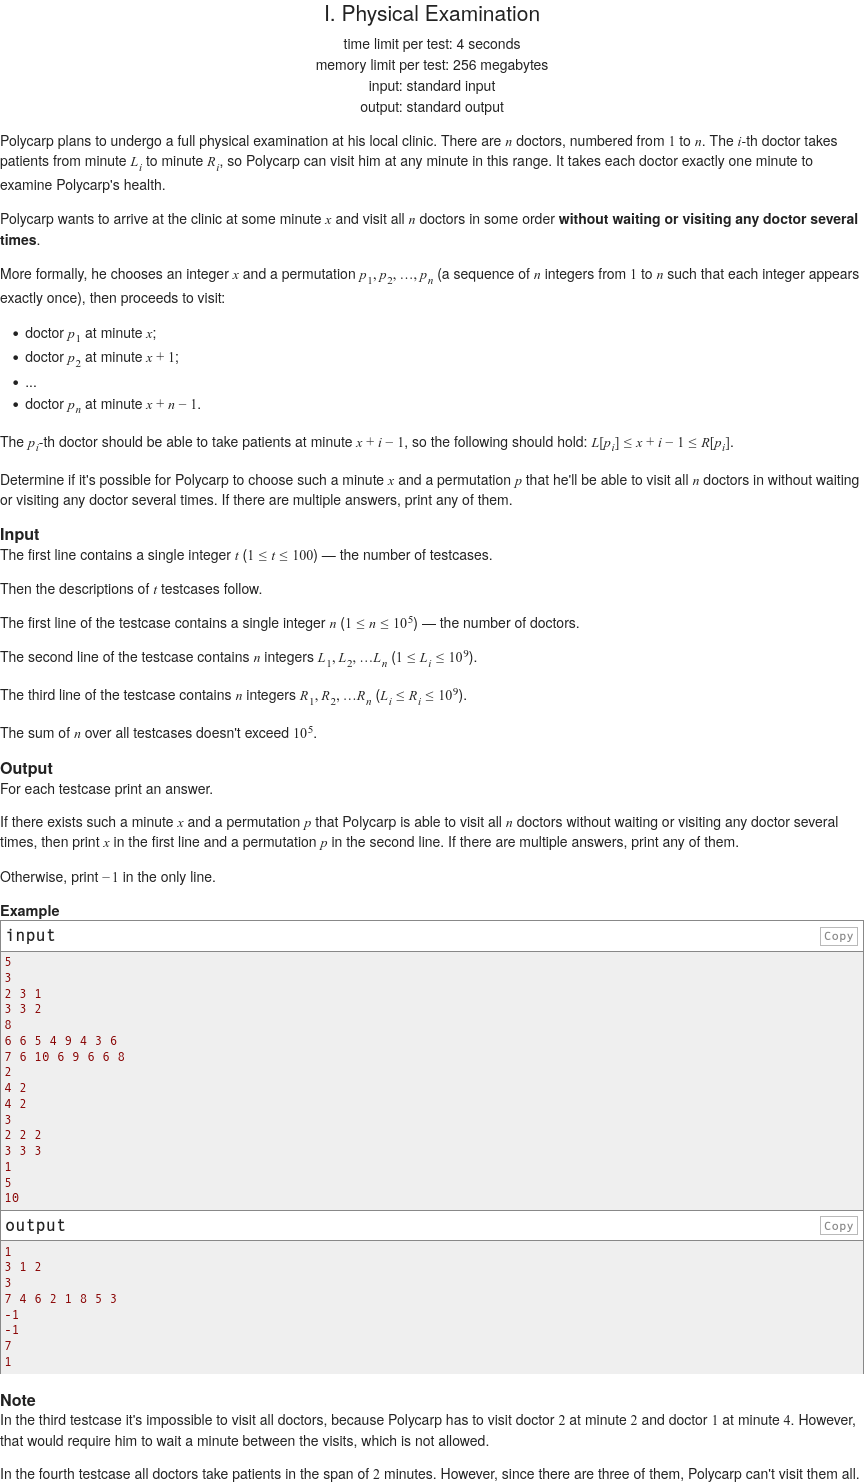 I. Physical Examination
time limit per test: 4 seconds
memory limit per test: 256 megabytes
input: standard input
output: standard output
Polycarp plans to undergo a full physical examination at his local clinic. There are n doctors, numbered from 1 to n. The i-th doctor takes
patients from minute L_i to minute R_i, so Polycarp can visit him at any minute in this range. It takes each doctor exactly one minute to
examine Polycarp's health.
Polycarp wants to arrive at the clinic at some minute x and visit all n doctors in some order without waiting or visiting any doctor several
times.
More formally, he chooses an integer x and a permutation p_1, p_2, …, p_n (a sequence of n integers from 1 to n such that each integer appears
exactly once), then proceeds to visit:
• doctor p_1 at minute x;
• doctor p_2 at minute x + 1;
• ...
• doctor p_n at minute x + n − 1.
The p_i-th doctor should be able to take patients at minute x + i − 1, so the following should hold: L[p_i] ≤ x + i − 1 ≤ R[p_i].
Determine if it's possible for Polycarp to choose such a minute x and a permutation p that he'll be able to visit all n doctors in without waiting
or visiting any doctor several times. If there are multiple answers, print any of them.
Input
The first line contains a single integer t (1 ≤ t ≤ 100) — the number of testcases.
Then the descriptions of t testcases follow.
The first line of the testcase contains a single integer n (1 ≤ n ≤ 10^5) — the number of doctors.
The second line of the testcase contains n integers L_1, L_2, …L_n (1 ≤ L_i ≤ 10^9).
The third line of the testcase contains n integers R_1, R_2, …R_n (L_i ≤ R_i ≤ 10^9).
The sum of n over all testcases doesn't exceed 10^5.
Output
For each testcase print an answer.
If there exists such a minute x and a permutation p that Polycarp is able to visit all n doctors without waiting or visiting any doctor several
times, then print x in the first line and a permutation p in the second line. If there are multiple answers, print any of them.
Otherwise, print −1 in the only line.
Example
input Copy
5
3
2 3 1
3 3 2
8
6 6 5 4 9 4 3 6
7 6 10 6 9 6 6 8
2
4 2
4 2
3
2 2 2
3 3 3
1
5
10
output Copy
1
3 1 2
3
7 4 6 2 1 8 5 3
-1
-1
7
1
Note
In the third testcase it's impossible to visit all doctors, because Polycarp has to visit doctor 2 at minute 2 and doctor 1 at minute 4. However,
that would require him to wait a minute between the visits, which is not allowed.
In the fourth testcase all doctors take patients in the span of 2 minutes. However, since there are three of them, Polycarp can't visit them all.